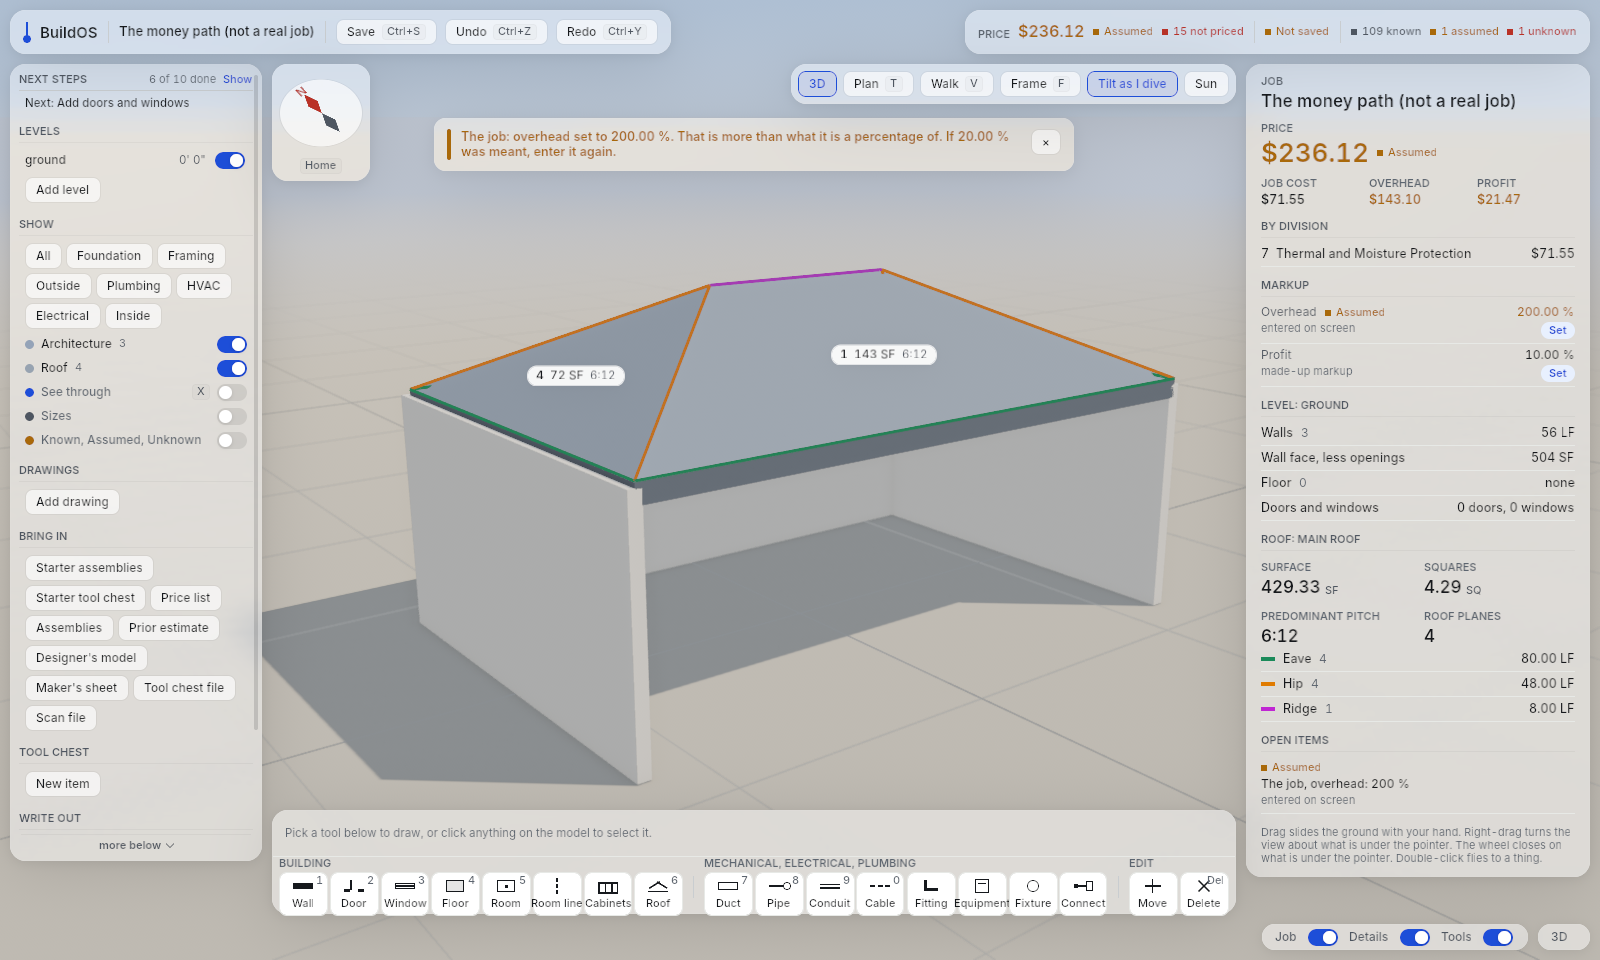 BuildOS
The money path (not a real job)
Save Ctrl+S
Undo Ctrl+Z
Redo Ctrl+Y
PRICE $236.12 Assumed 15 not priced Not saved 109 known 1 assumed 1 unknown
NEXT STEPS 6 of 10 done Show
Next: Add doors and windows
LEVELS
ground 0' 0"
Add level
SHOW
All Foundation Framing
Outside Plumbing HVAC
Electrical Inside
Architecture 3
Roof 4
See through X
Sizes
Known, Assumed, Unknown
DRAWINGS
Add drawing
BRING IN
Starter assemblies
Starter tool chest Price list
Assemblies Prior estimate
Designer's model
Maker's sheet Tool chest file
Scan file
TOOL CHEST
New item
WRITE OUT
more below
N
Home
3D Plan T Walk V Frame F Tilt as I dive Sun
The job: overhead set to 200.00 %. That is more than what it is a percentage of. If 20.00 %
was meant, enter it again.
×
4 72 SF 6:12
1 143 SF 6:12
Pick a tool below to draw, or click anything on the model to select it.
BUILDING
Wall 1
Door 2
Window 3
Floor 4
Room 5
Room line
Cabinets
Roof 6
MECHANICAL, ELECTRICAL, PLUMBING
Duct 7
Pipe 8
Conduit 9
Cable 0
Fitting
Equipment
Fixture
Connect
EDIT
Move
Delete Del
JOB
The money path (not a real job)
PRICE
$236.12 Assumed
JOB COST OVERHEAD PROFIT
$71.55 $143.10 $21.47
BY DIVISION
7 Thermal and Moisture Protection $71.55
MARKUP
Overhead Assumed 200.00 %
entered on screen Set
Profit 10.00 %
made-up markup Set
LEVEL: GROUND
Walls 3 56 LF
Wall face, less openings 504 SF
Floor 0 none
Doors and windows 0 doors, 0 windows
ROOF: MAIN ROOF
SURFACE SQUARES
429.33 SF 4.29 SQ
PREDOMINANT PITCH ROOF PLANES
6:12 4
Eave 4 80.00 LF
Hip 4 48.00 LF
Ridge 1 8.00 LF
OPEN ITEMS
Assumed
The job, overhead: 200 %
entered on screen
Drag slides the ground with your hand. Right-drag turns the
view about what is under the pointer. The wheel closes on
what is under the pointer. Double-click flies to a thing.
Job Details Tools 3D